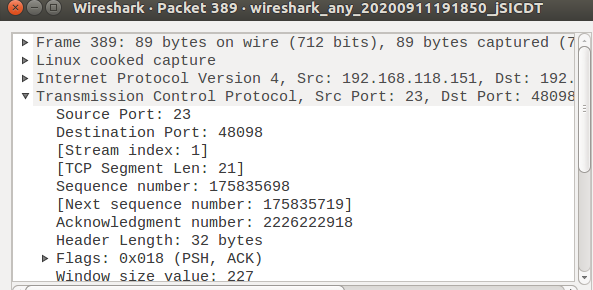 Wireshark · Packet 389 · wireshark_any_20200911191850_jSICDT
Frame 389: 89 bytes on wire (712 bits), 89 bytes captured (7
Linux cooked capture
Internet Protocol Version 4, Src: 192.168.118.151, Dst: 192.
Transmission Control Protocol, Src Port: 23, Dst Port: 48098
Source Port: 23
Destination Port: 48098
[Stream index: 1]
[TCP Segment Len: 21]
Sequence number: 175835698
[Next sequence number: 175835719]
Acknowledgment number: 2226222918
Header Length: 32 bytes
Flags: 0x018 (PSH, ACK)
Window size value: 227